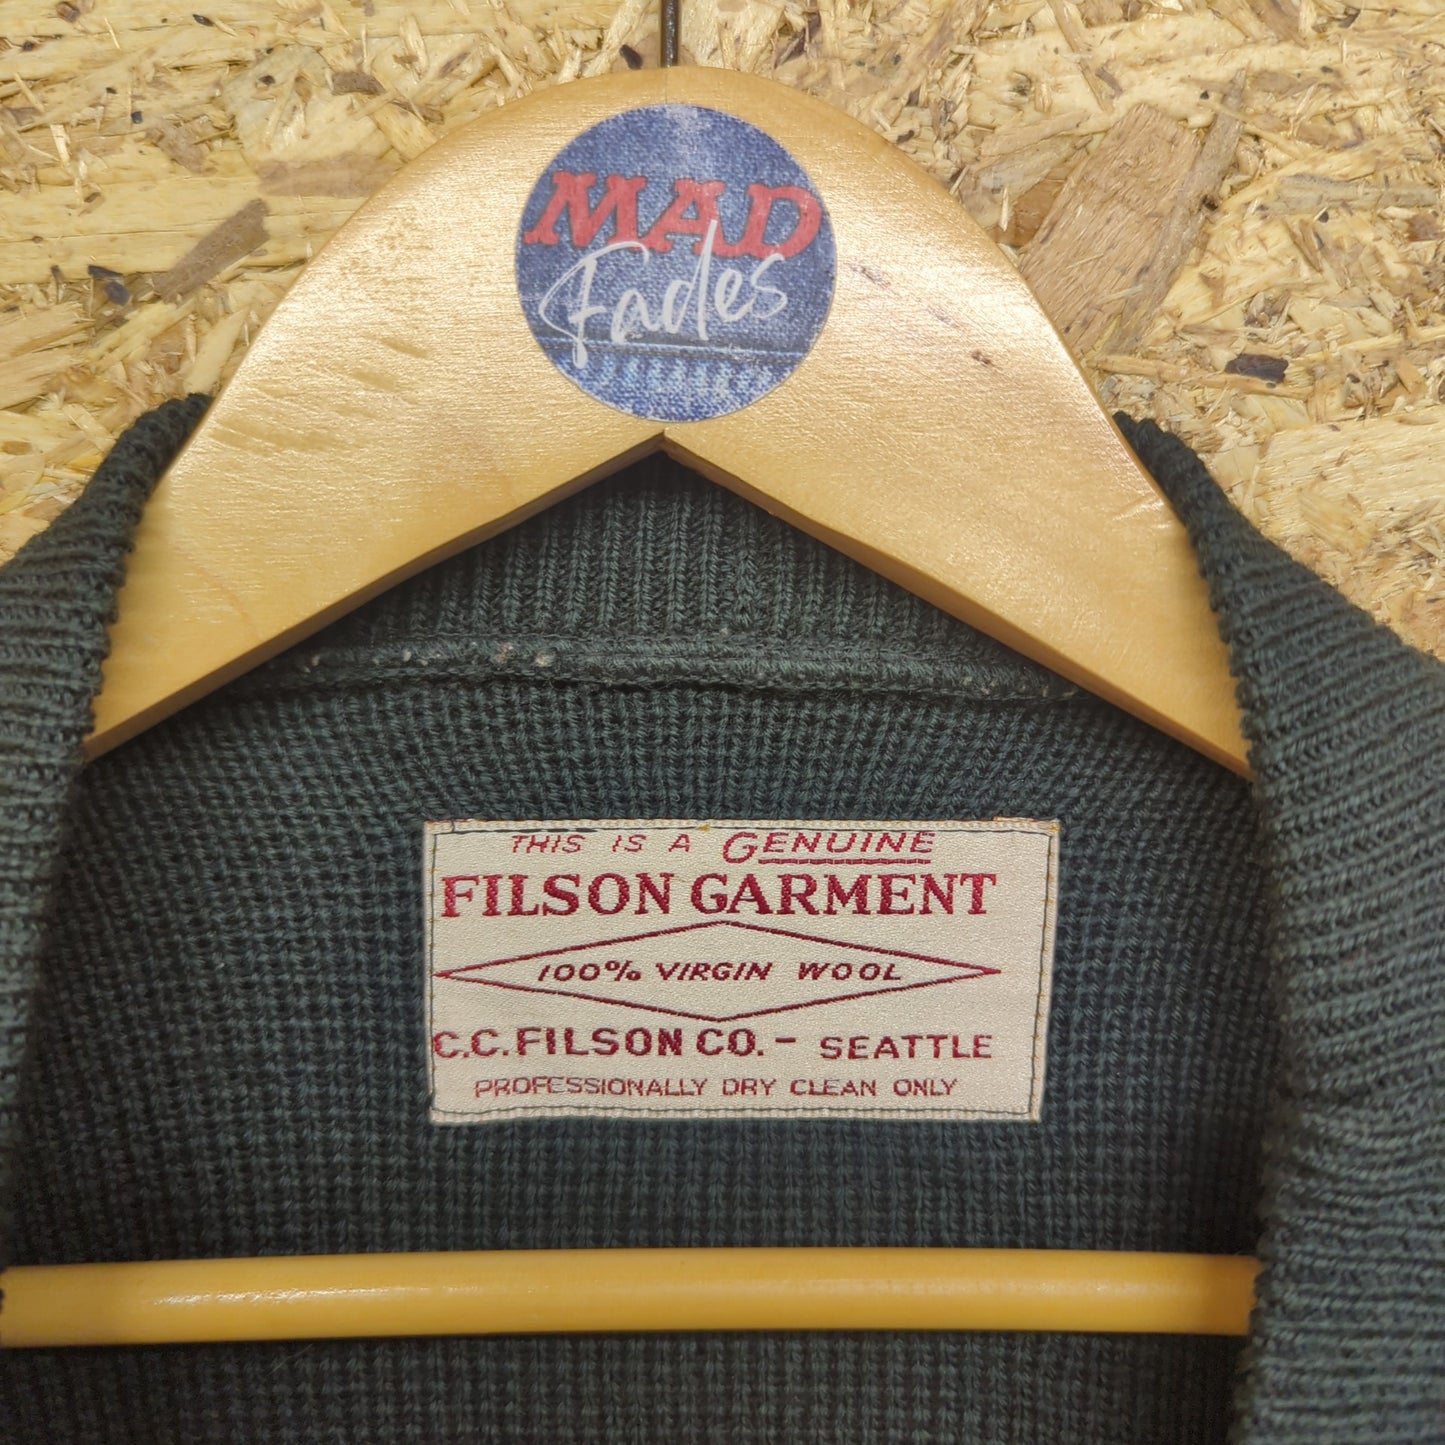 MAD
Fades
THIS IS A GENUINE
FILSON GARMENT
100% VIRGIN WOOL
C.C. FILSON CO. - SEATTLE
PROFESSIONALLY DRY CLEAN ONLY